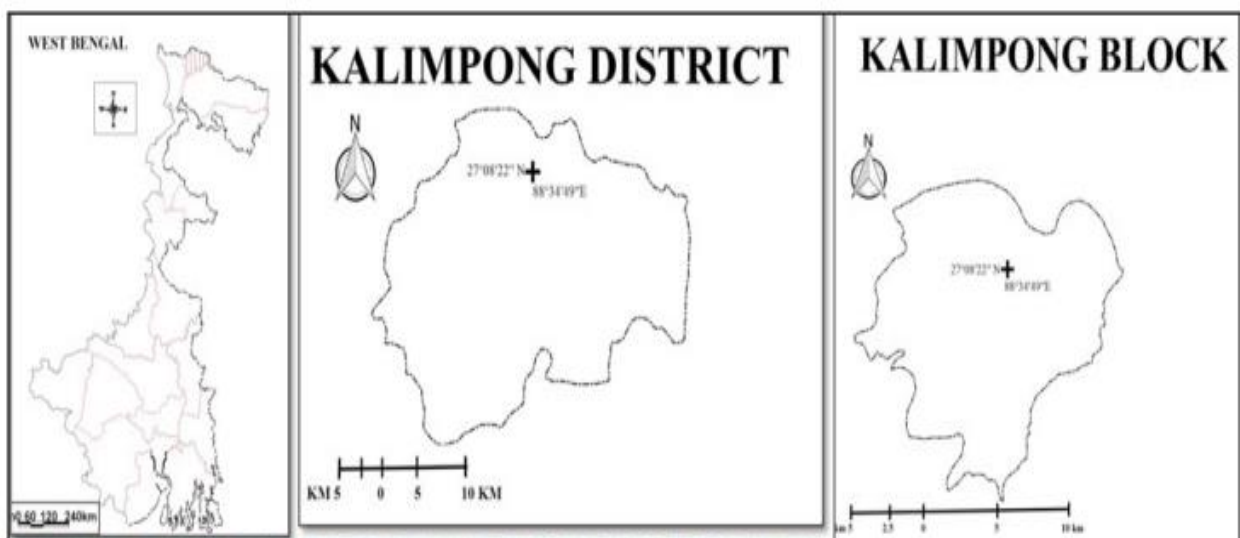 WEST BENGAL
60 120 240km
KALIMPONG DISTRICT
N
27°08'22" N
88°34'49"E
KM 5 0 5 10 KM
KALIMPONG BLOCK
N
27°08'22" N
88°34'49"E
5 2.5 0 5 10 km